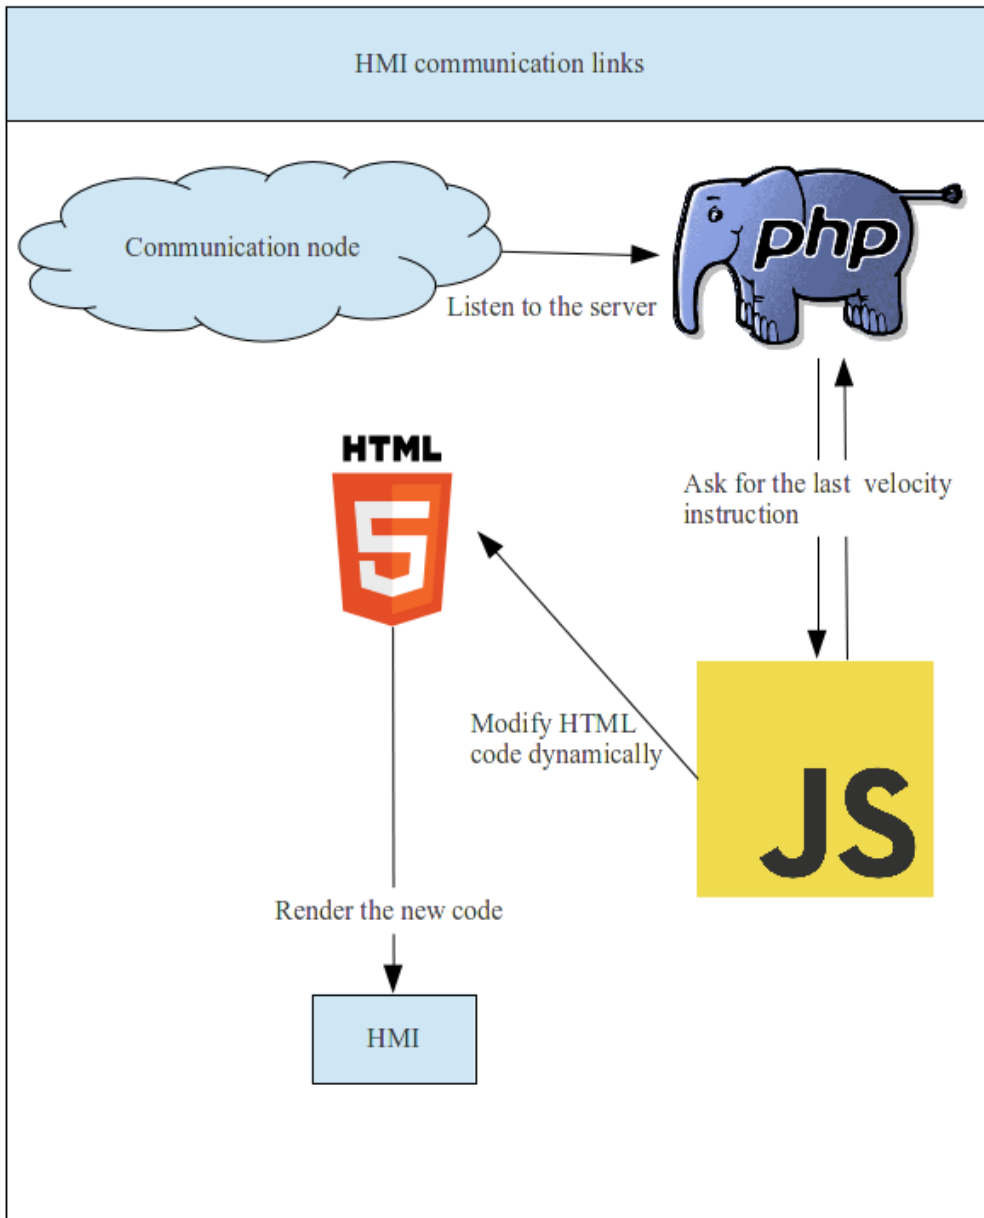 HMI communication links
Communication node
php
Listen to the server
HTML
5
Ask for the last  velocity
instruction
Modify HTML
code dynamically
JS
Render the new code
HMI